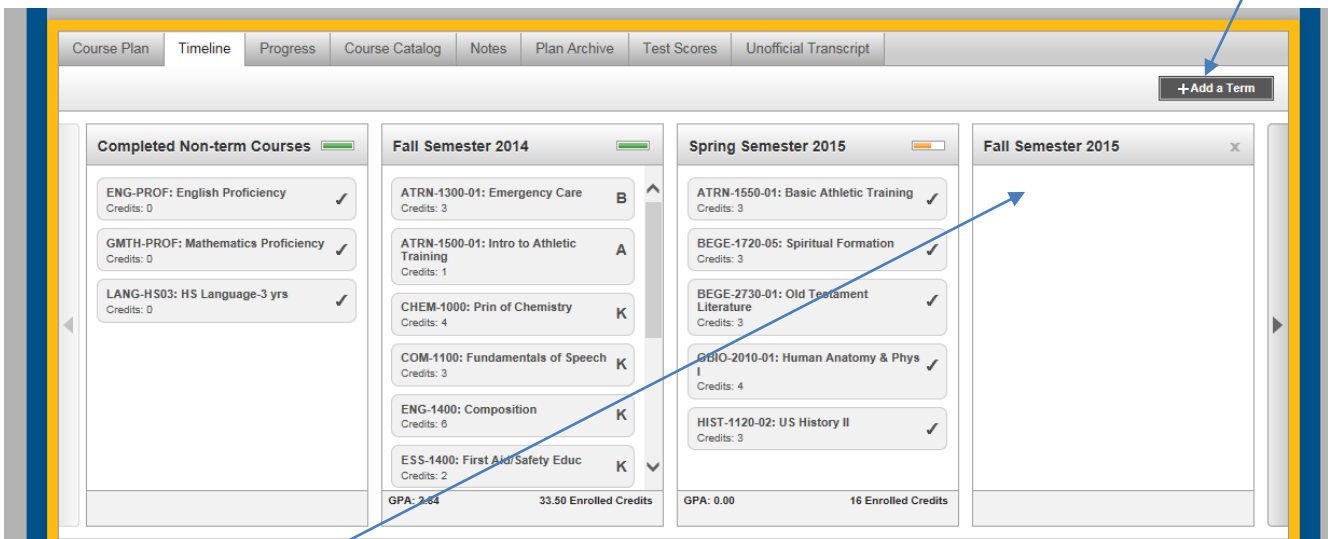 Course Plan Timeline Progress Course Catalog Notes Plan Archive Test Scores Unofficial Transcript
+Add a Term
Completed Non-term Courses
ENG-PROF: English Proficiency
Credits: 0
GMTH-PROF: Mathematics Proficiency
Credits: 0
LANG-HS03: HS Language-3 yrs
Credits: 0
Fall Semester 2014
ATRN-1300-01: Emergency Care B
Credits: 3
ATRN-1500-01: Intro to Athletic
Training A
Credits: 1
CHEM-1000: Prin of Chemistry K
Credits: 4
COM-1100: Fundamentals of Speech K
Credits: 3
ENG-1400: Composition K
Credits: 6
ESS-1400: First Aid/Safety Educ K
Credits: 2
GPA: 3.84 33.50 Enrolled Credits
Spring Semester 2015
ATRN-1550-01: Basic Athletic Training
Credits: 3
BEGE-1720-05: Spiritual Formation
Credits: 3
BEGE-2730-01: Old Testament
Literature
Credits: 3
GBIO-2010-01: Human Anatomy & Phys
I
Credits: 4
HIST-1120-02: US History II
Credits: 3
GPA: 0.00 16 Enrolled Credits
Fall Semester 2015 x